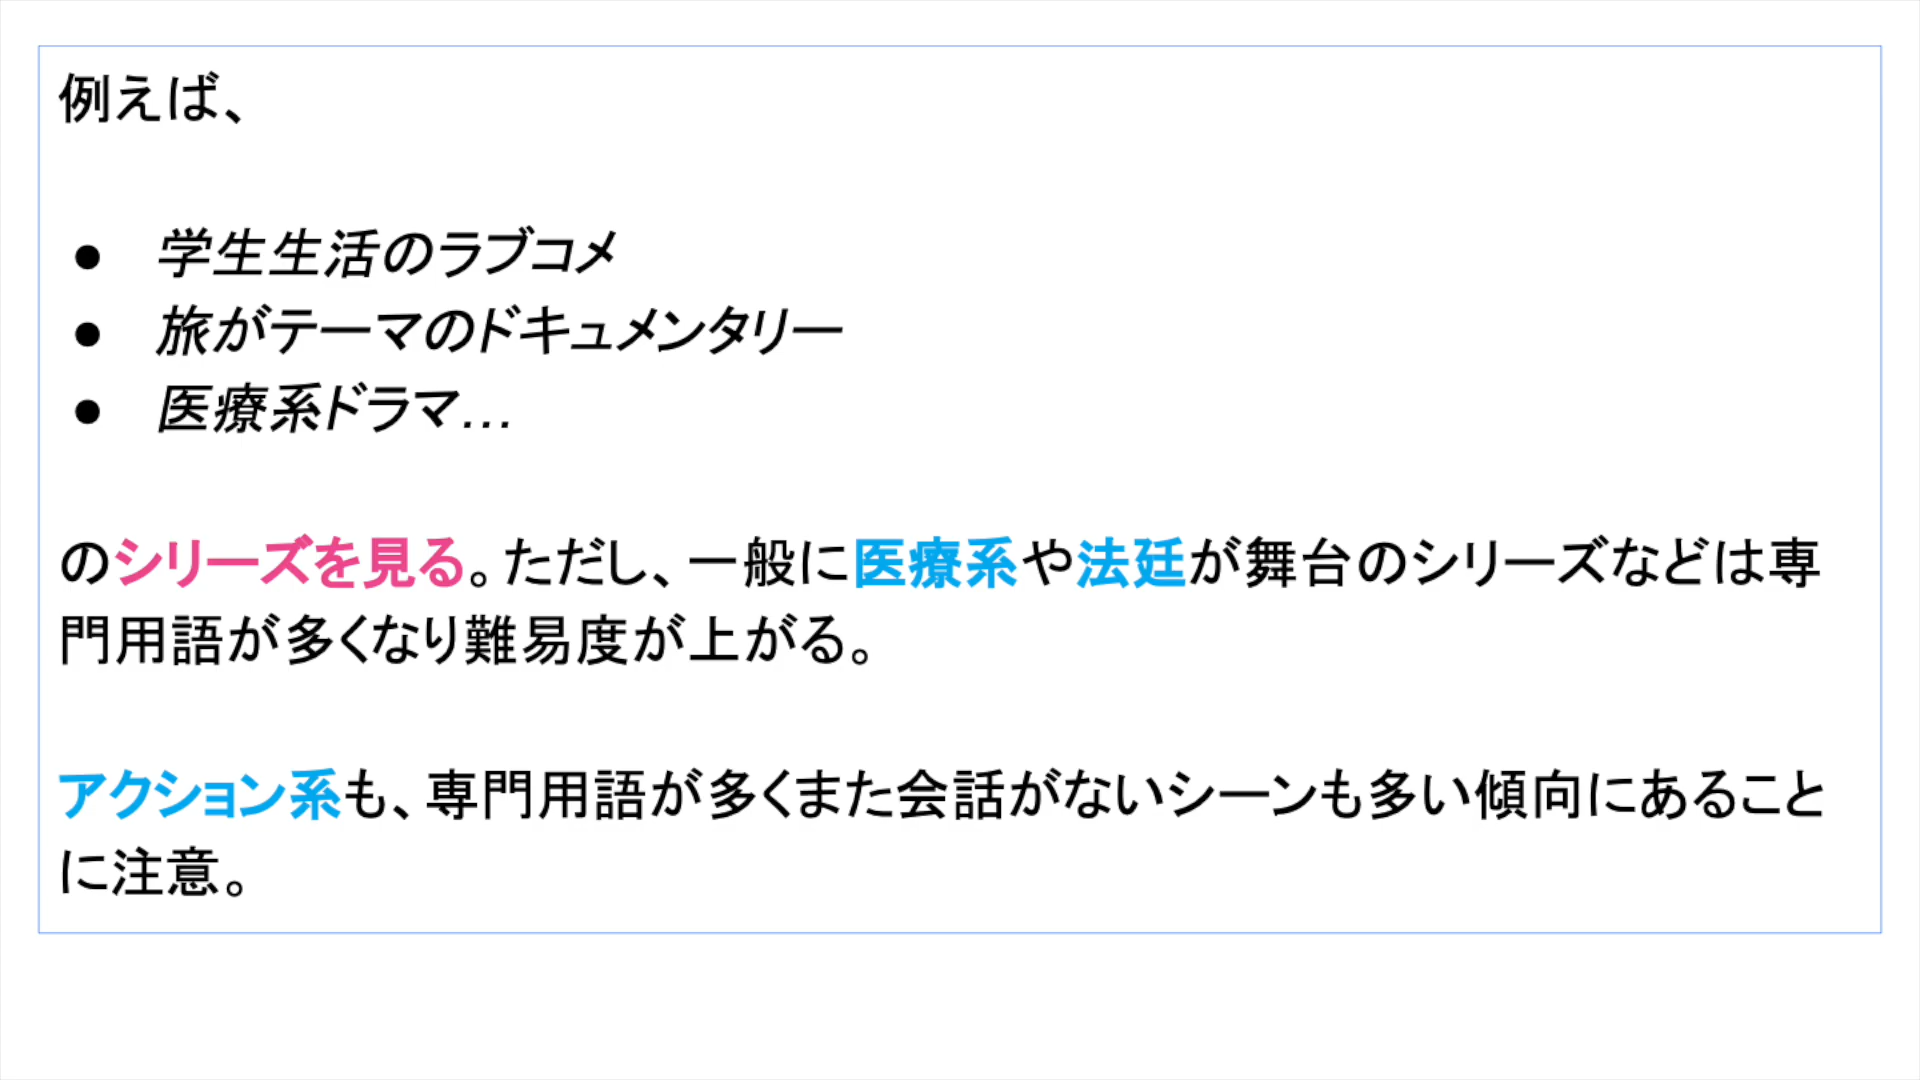 例えば、
● 学生生活のラブコメ
● 旅がテーマのドキュメンタリー
● 医療系ドラマ…
のシリーズを見る。ただし、一般に医療系や法廷が舞台のシリーズなどは専
門用語が多くなり難易度が上がる。
アクション系も、専門用語が多くまた会話がないシーンも多い傾向にあること
に注意。